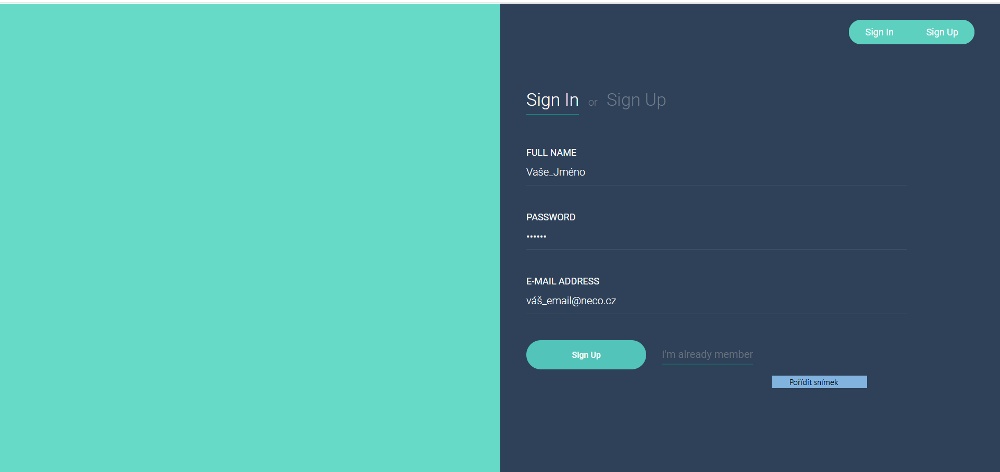 Sign In Sign Up
Sign In or Sign Up
FULL NAME
Vaše_Jméno
PASSWORD
••••••
E-MAIL ADDRESS
váš_email@neco.cz
Sign Up I'm already member
Pořídit snímek